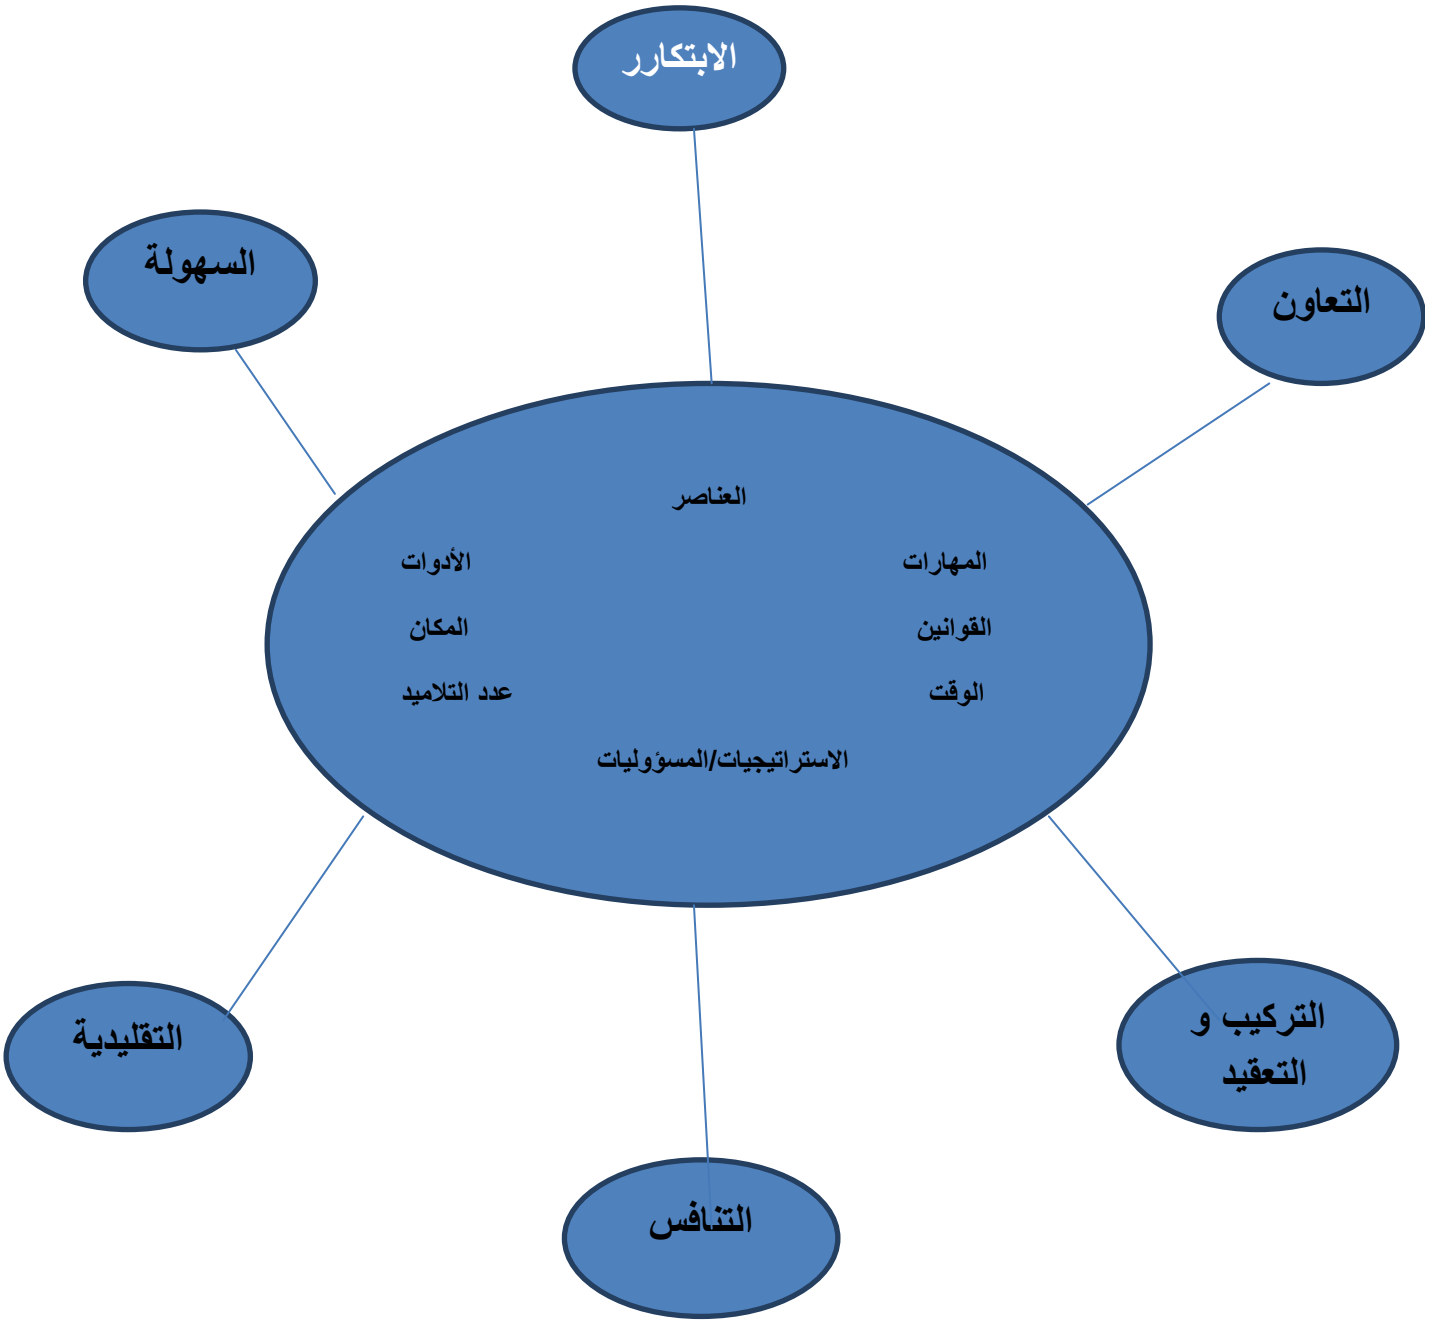 الابتكارر
السهولة
التعاون
العناصر
المهارات
الأدوات
القوانين
المكان
الوقت
عدد التلاميد
الاستراتيجيات/المسؤوليات
التركيب و
التعقيد
التقليدية
التنافس